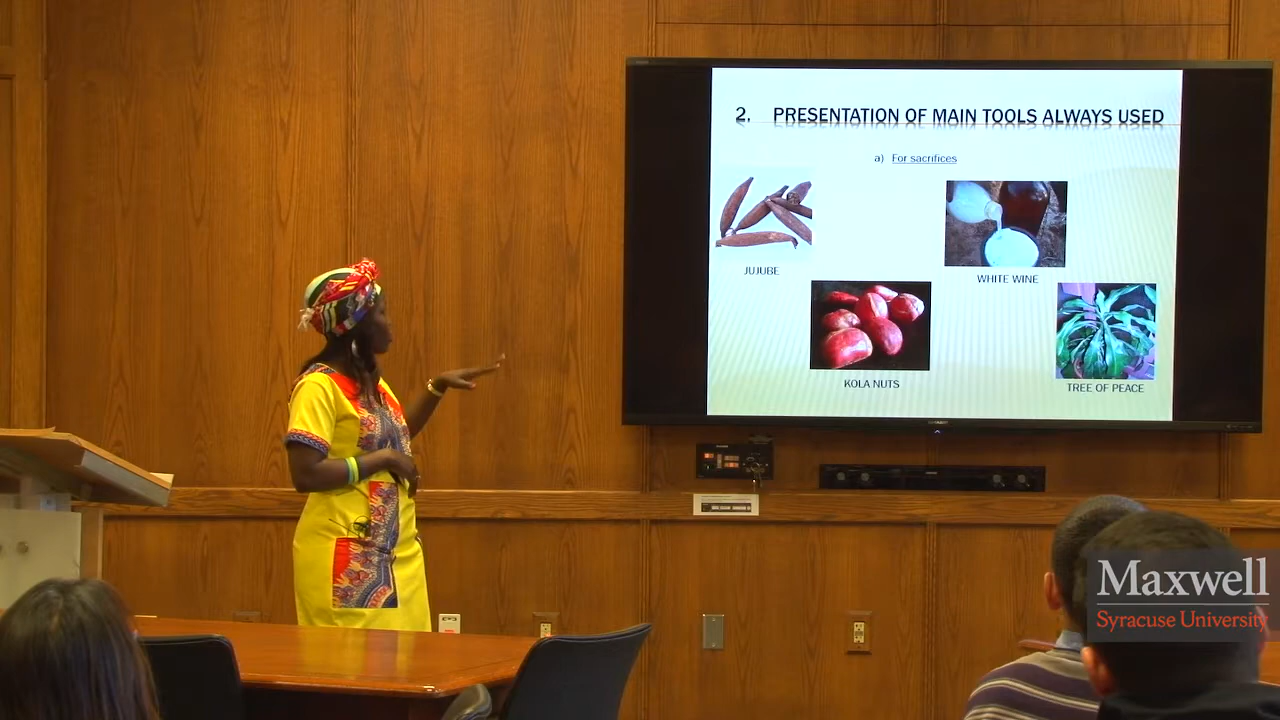 2. PRESENTATION OF MAIN TOOLS ALWAYS USED
a) For sacrifices
JUJUBE
WHITE WINE
KOLA NUTS
TREE OF PEACE
Maxwell
Syracuse University